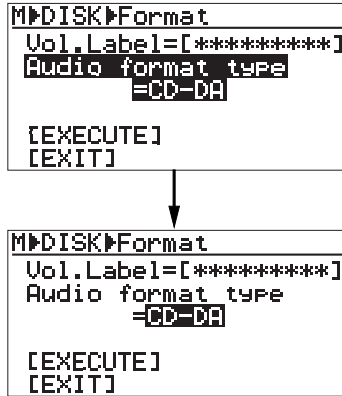 M▶DISK▶Format
Vol.Label=[*********]
Audio format type
=CD-DA
[EXECUTE]
[EXIT]
M▶DISK▶Format
Vol.Label=[*********]
Audio format type
=CD-DA
[EXECUTE]
[EXIT]